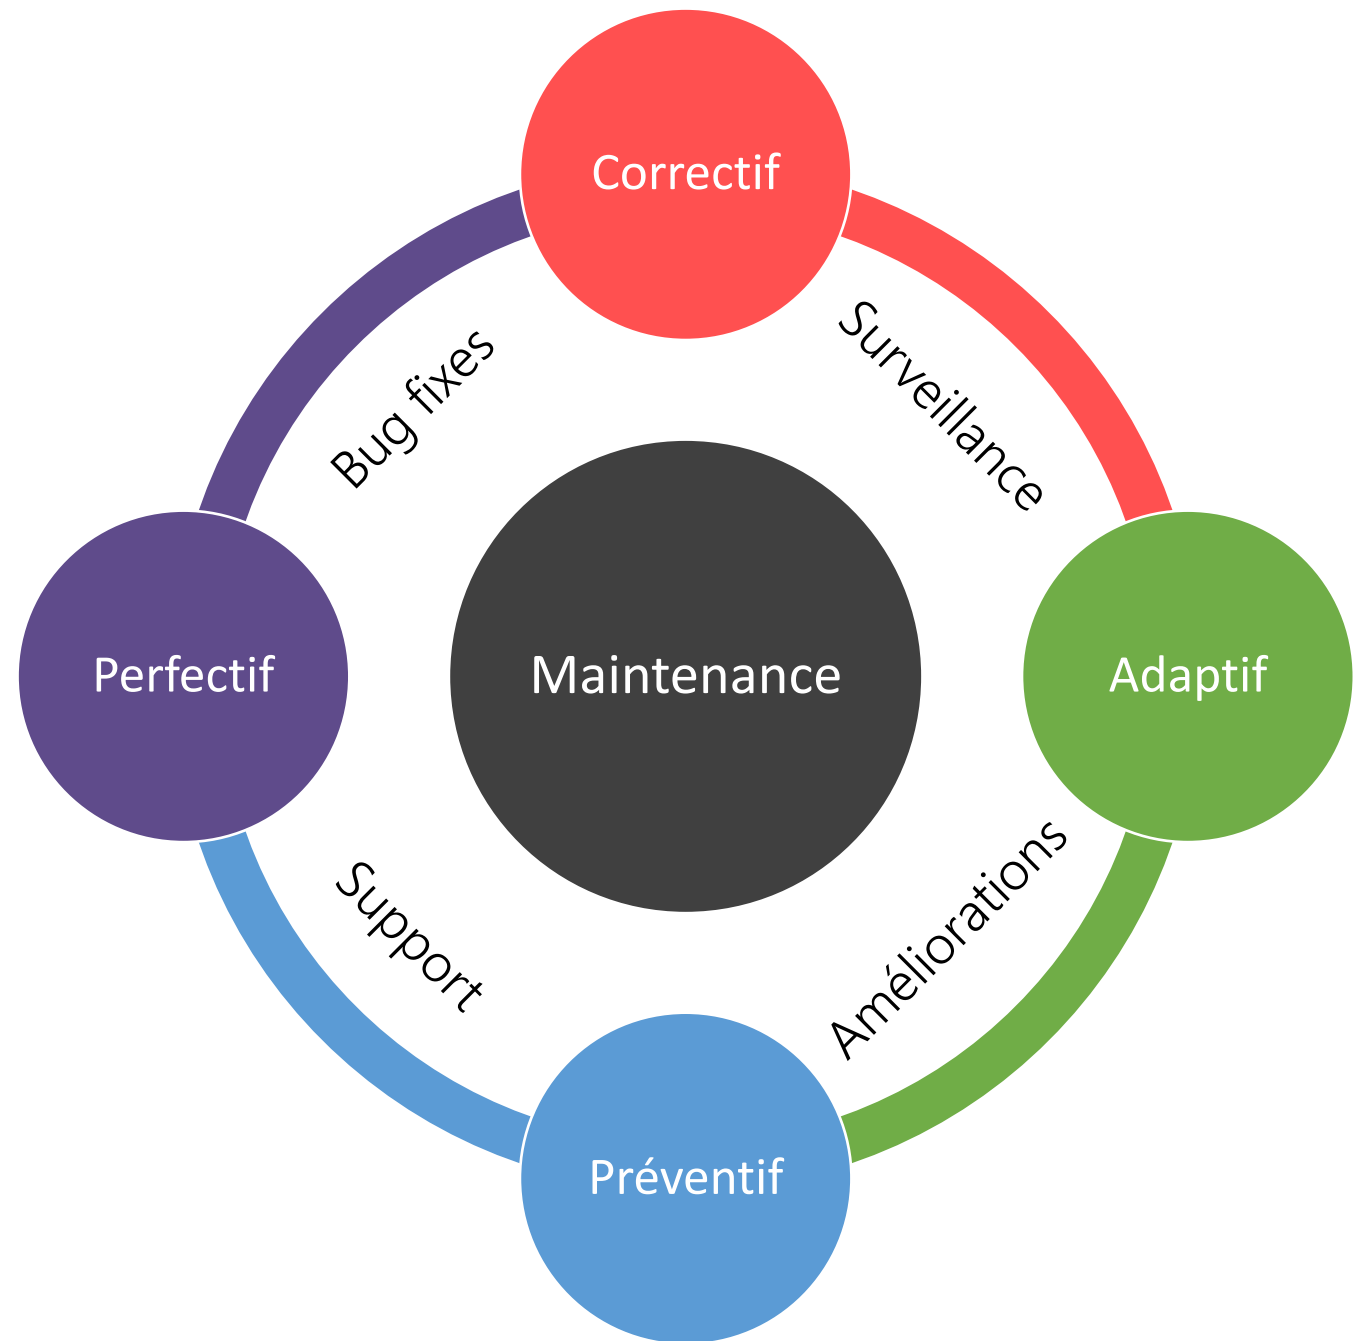 Correctif
Bug fixes
Surveillance
Perfectif
Maintenance
Adaptif
Support
Améliorations
Préventif